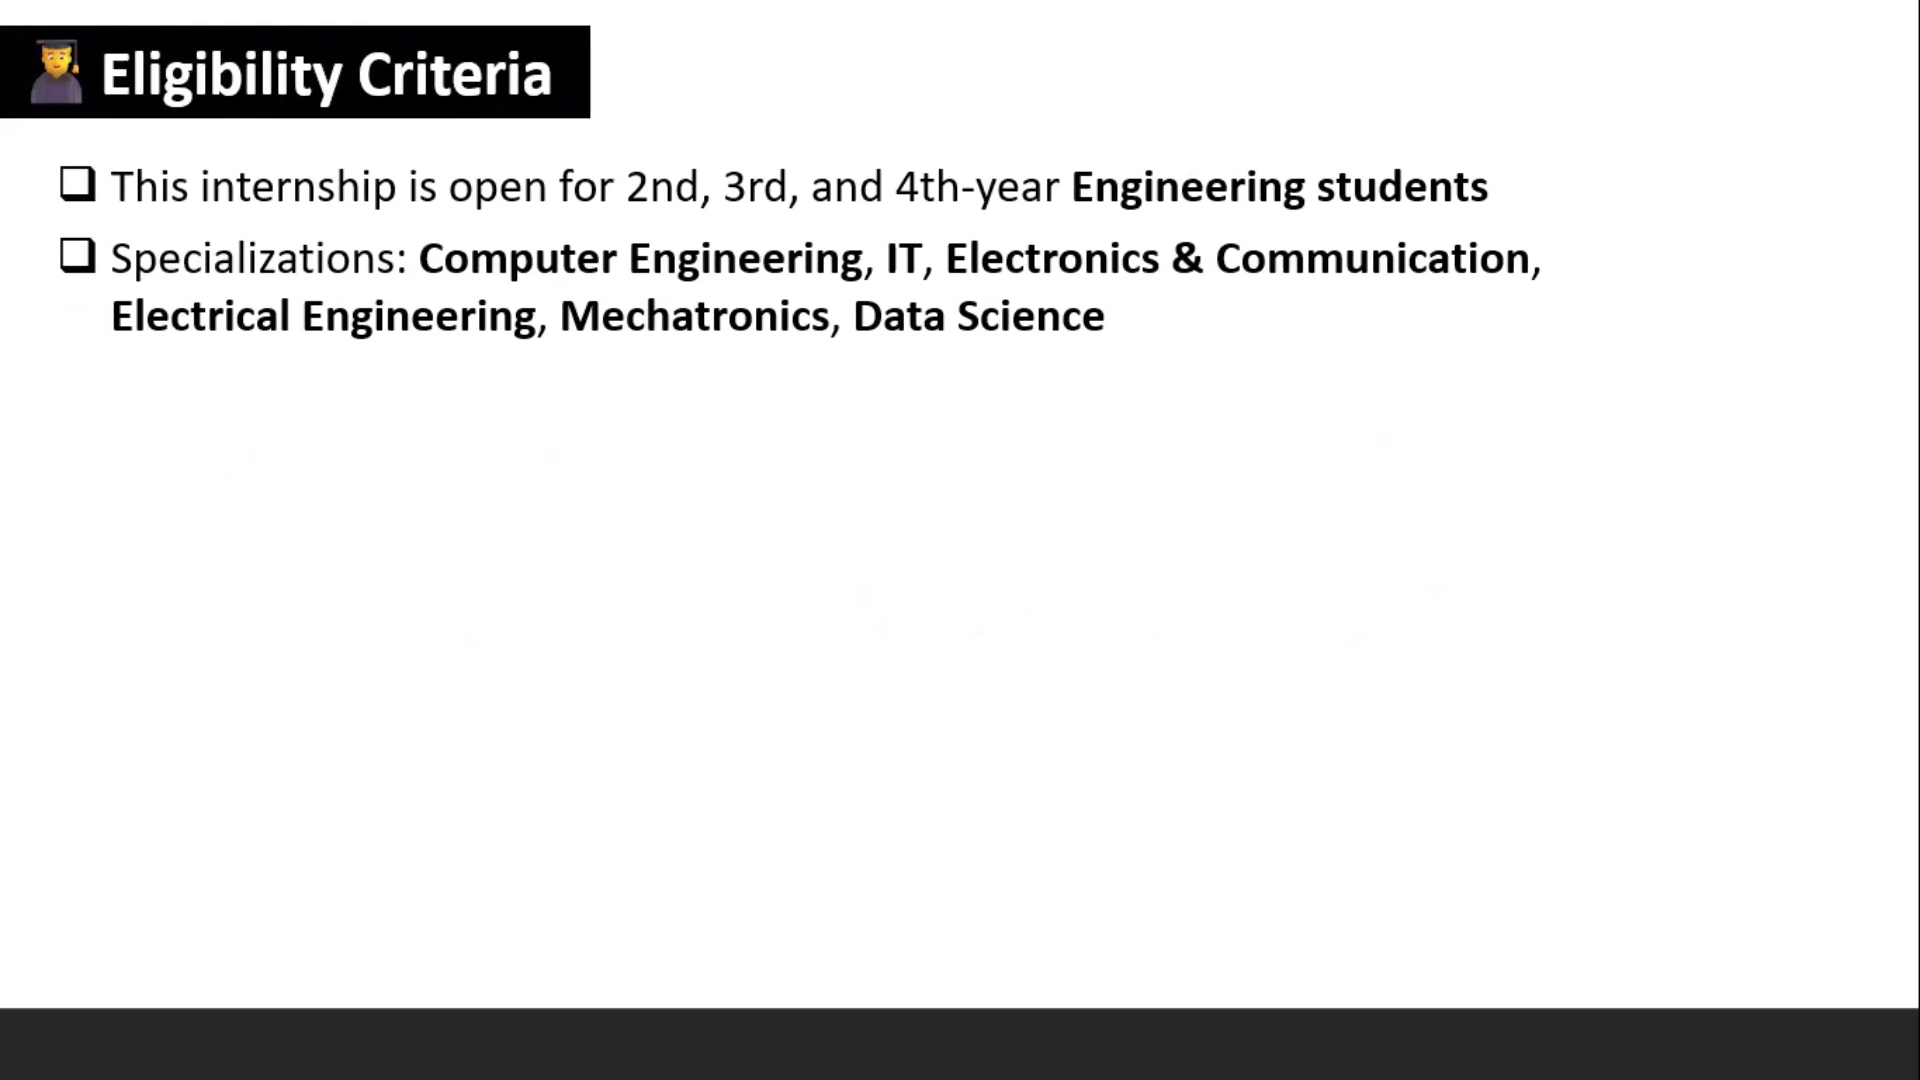 Eligibility Criteria
This internship is open for 2nd, 3rd, and 4th-year Engineering students
Specializations: Computer Engineering, IT, Electronics & Communication,
Electrical Engineering, Mechatronics, Data Science